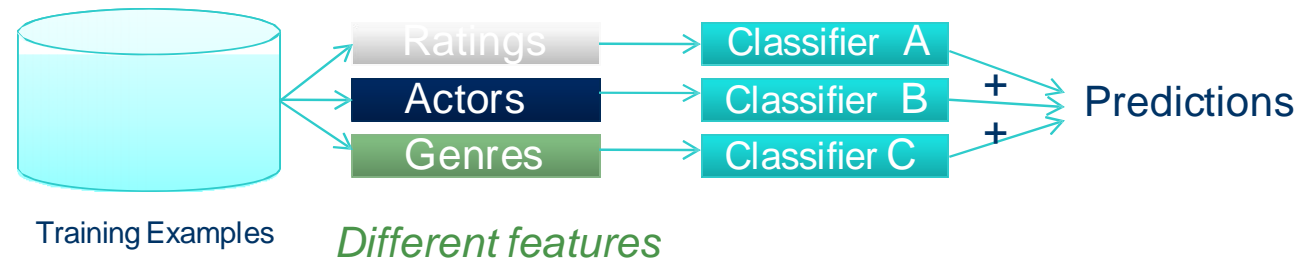 Ratings
Classifier A
Actors
Classifier B
Genres
Classifier C
+
+
Predictions
Training Examples
Different features